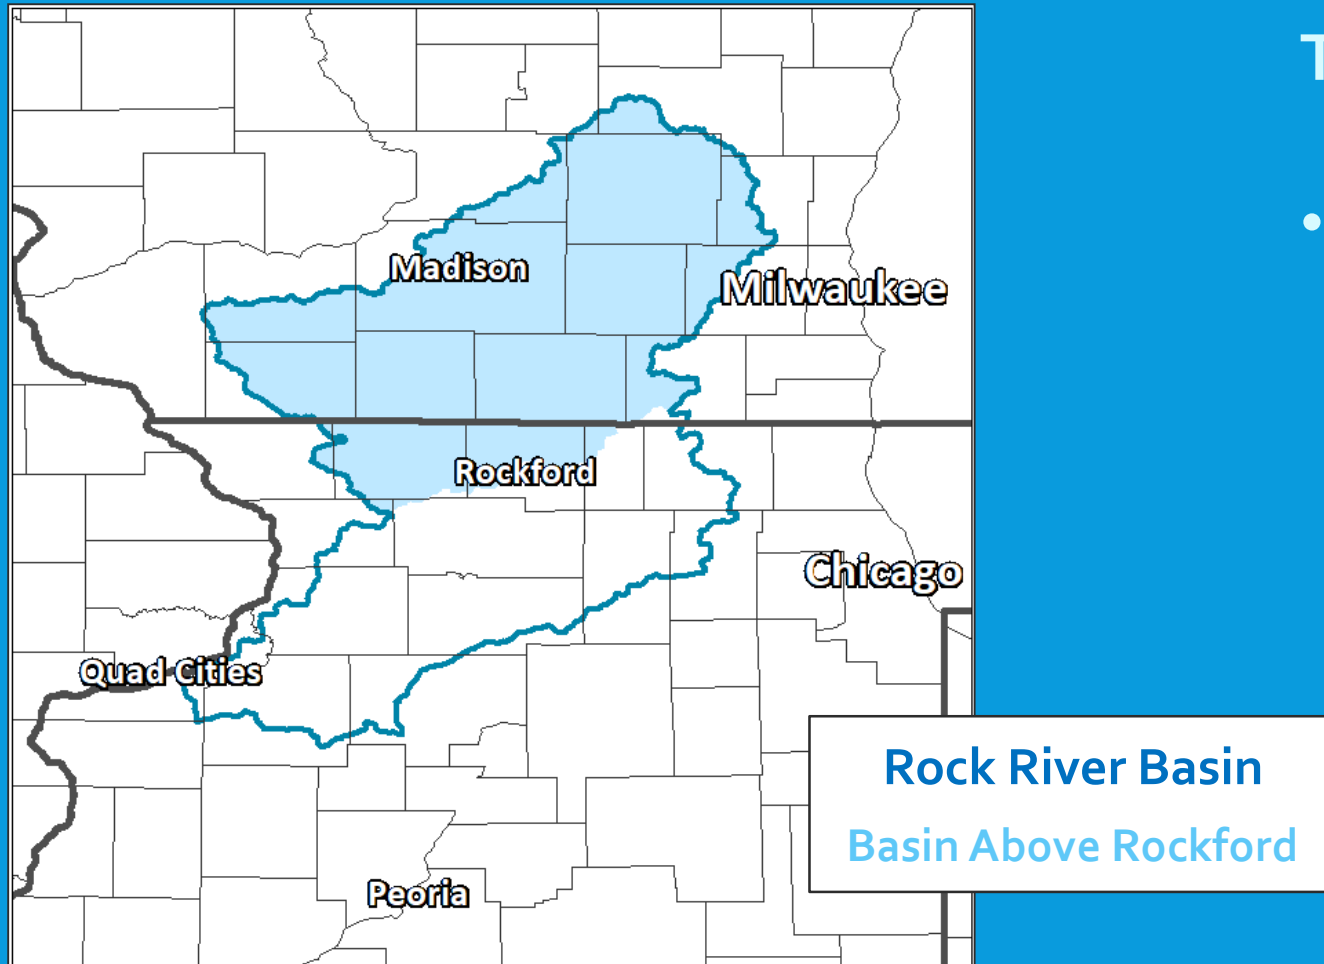 T
•
Madison
Milwaukee
Rockford
Chicago
Quad Cities
Rock River Basin
Basin Above Rockford
Peoria